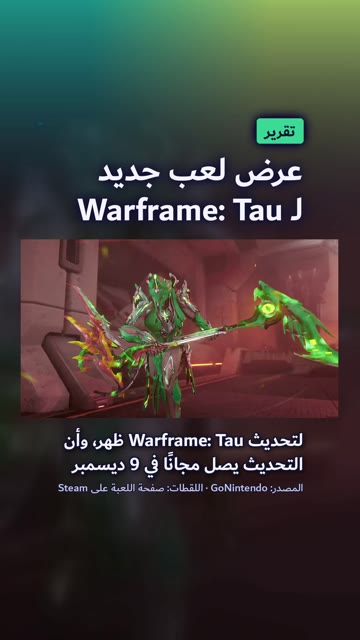 تقرير
عرض لعب جديد
لـ Warframe: Tau
لتحديث Warframe: Tau ظهر، وأن
التحديث يصل مجانًا في 9 ديسمبر
المصدر: GoNintendo · اللقطات: صفحة اللعبة على Steam